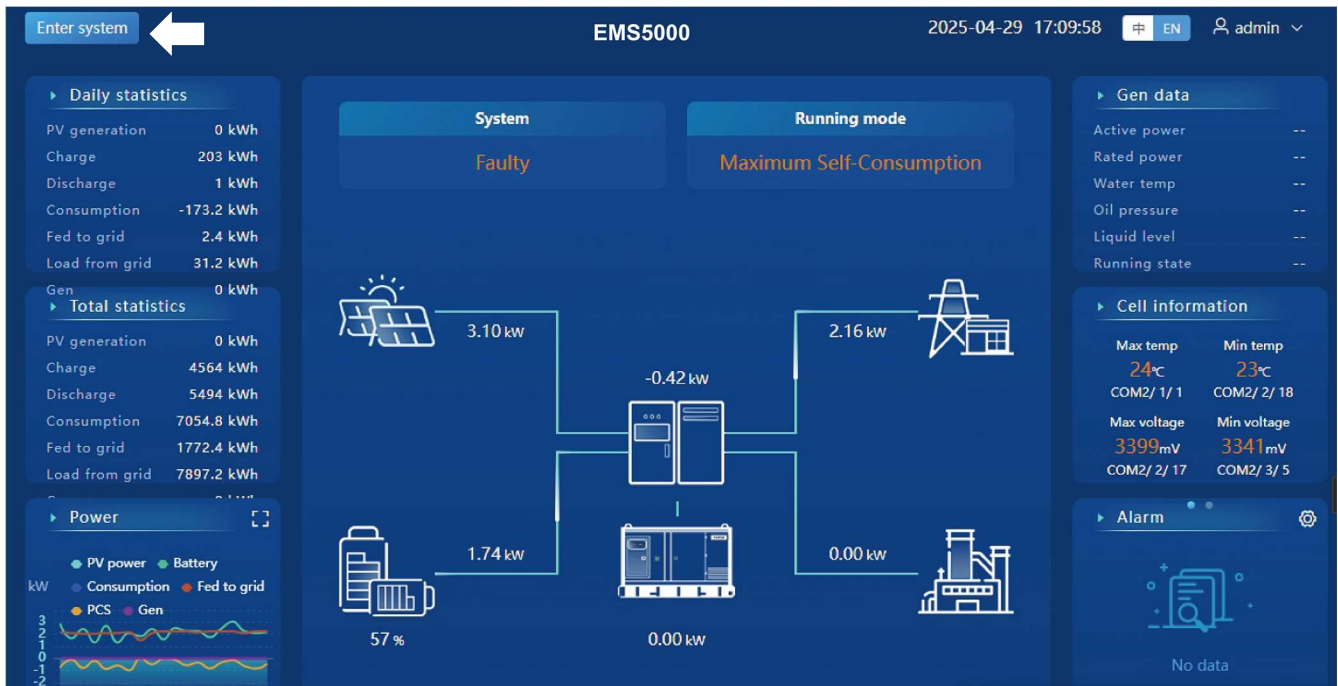 Enter system
EMS5000
2025-04-29 17:09:58
中 EN
admin
Daily statistics
PV generation 0 kWh
Charge 203 kWh
Discharge 1 kWh
Consumption -173.2 kWh
Fed to grid 2.4 kWh
Load from grid 31.2 kWh
Gen 0 kWh
Total statistics
PV generation 0 kWh
Charge 4564 kWh
Discharge 5494 kWh
Consumption 7054.8 kWh
Fed to grid 1772.4 kWh
Load from grid 7897.2 kWh
Power
PV power Battery
kW Consumption Fed to grid
PCS Gen
3
2
1
0
-1
-2
System
Faulty
Running mode
Maximum Self-Consumption
3.10 kW
2.16 kW
-0.42 kW
1.74 kW
0.00 kW
57 %
0.00 kW
Gen data
Active power --
Rated power --
Water temp --
Oil pressure --
Liquid level --
Running state --
Cell information
Max temp Min temp
24℃ 23℃
COM2/ 1/ 1 COM2/ 2/ 18
Max voltage Min voltage
3399mV 3341mV
COM2/ 2/ 17 COM2/ 3/ 5
Alarm
No data